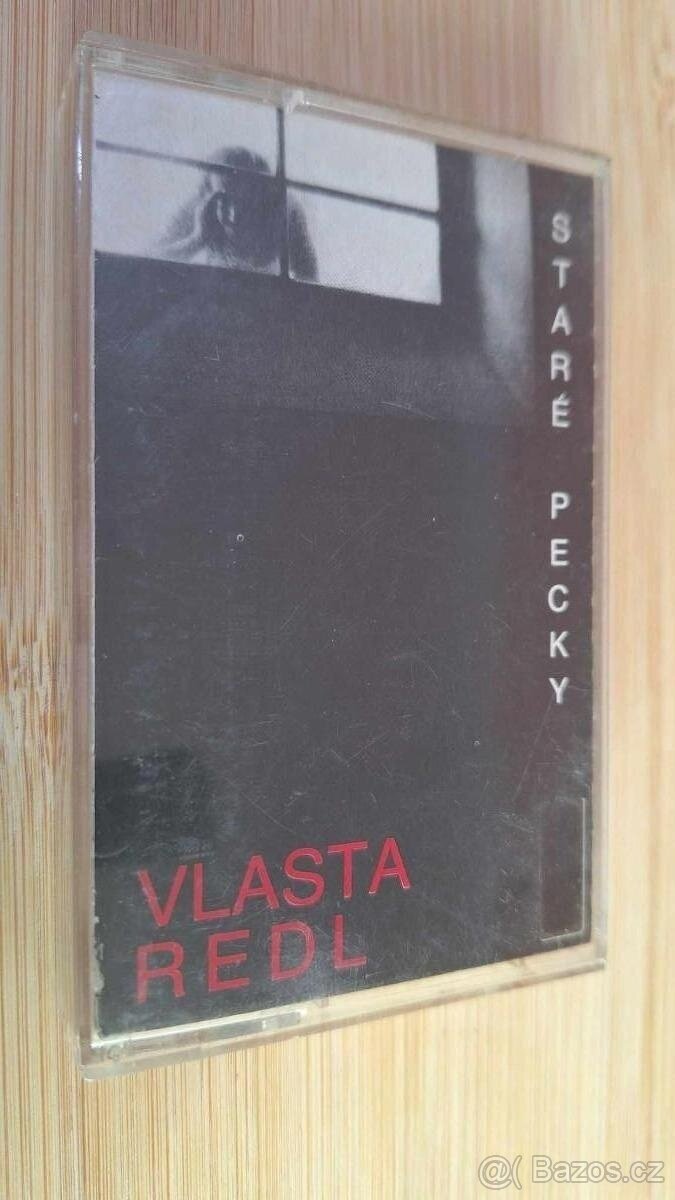 STARÉ PECKY
VLASTA
REDL
@( Bazos.cz